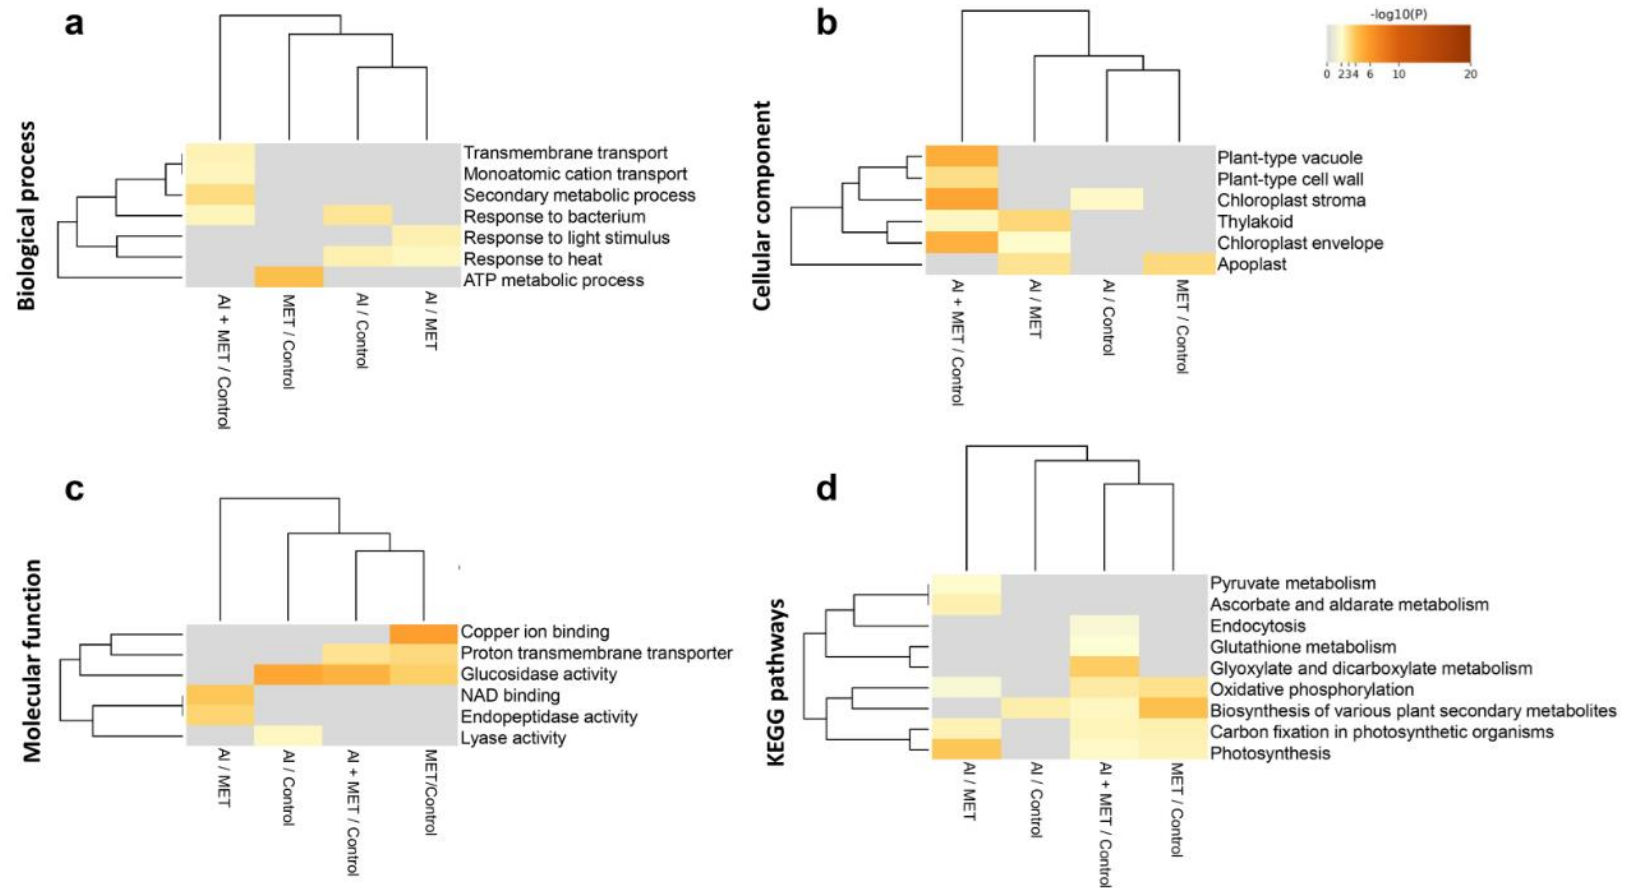 a
Biological process
Transmembrane transport
Monoatomic cation transport
Secondary metabolic process
Response to bacterium
Response to light stimulus
Response to heat
ATP metabolic process
Al + MET / Control
MET / Control
Al / Control
Al / MET
b
-log10(P)
0 2 3 4 6 10 20
Cellular component
Plant-type vacuole
Plant-type cell wall
Chloroplast stroma
Thylakoid
Chloroplast envelope
Apoplast
Al + MET / Control
Al / MET
Al / Control
MET / Control
c
Molecular function
Copper ion binding
Proton transmembrane transporter
Glucosidase activity
NAD binding
Endopeptidase activity
Lyase activity
Al / MET
Al / Control
Al + MET / Control
MET/Control
d
KEGG pathways
Pyruvate metabolism
Ascorbate and aldarate metabolism
Endocytosis
Glutathione metabolism
Glyoxylate and dicarboxylate metabolism
Oxidative phosphorylation
Biosynthesis of various plant secondary metabolites
Carbon fixation in photosynthetic organisms
Photosynthesis
Al / MET
Al / Control
Al + MET / Control
MET / Control